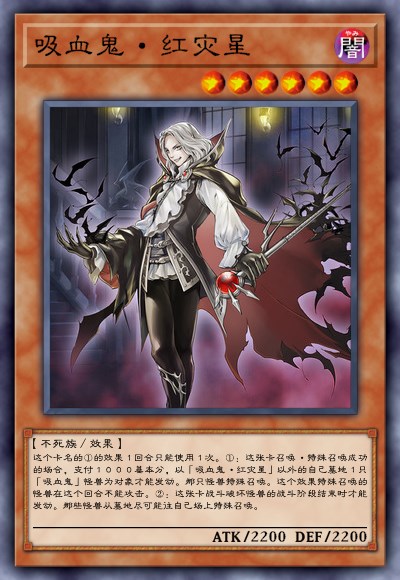 吸血鬼·红灾星
やみ
闇
【不死族/效果】
这个卡名的①的效果1回合只能使用1次。①：这张卡召唤·特殊召唤成功
的场合，支付1000基本分，以「吸血鬼·红灾星」以外的自己墓地1只
「吸血鬼」怪兽为对象才能发动。那只怪兽特殊召唤。这个效果特殊召唤的
怪兽在这个回合不能攻击。②：这张卡战斗破坏怪兽的战斗阶段结束时才能
发动。那些怪兽从墓地尽可能往自己场上特殊召唤。
ATK/2200 DEF/2200